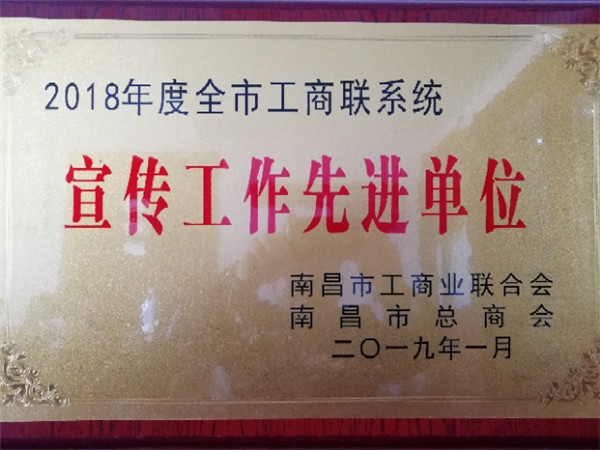 2018年度全市工商联系统
宣传工作先进单位
南昌市工商业联合会
南昌市总商会
二〇一九年一月